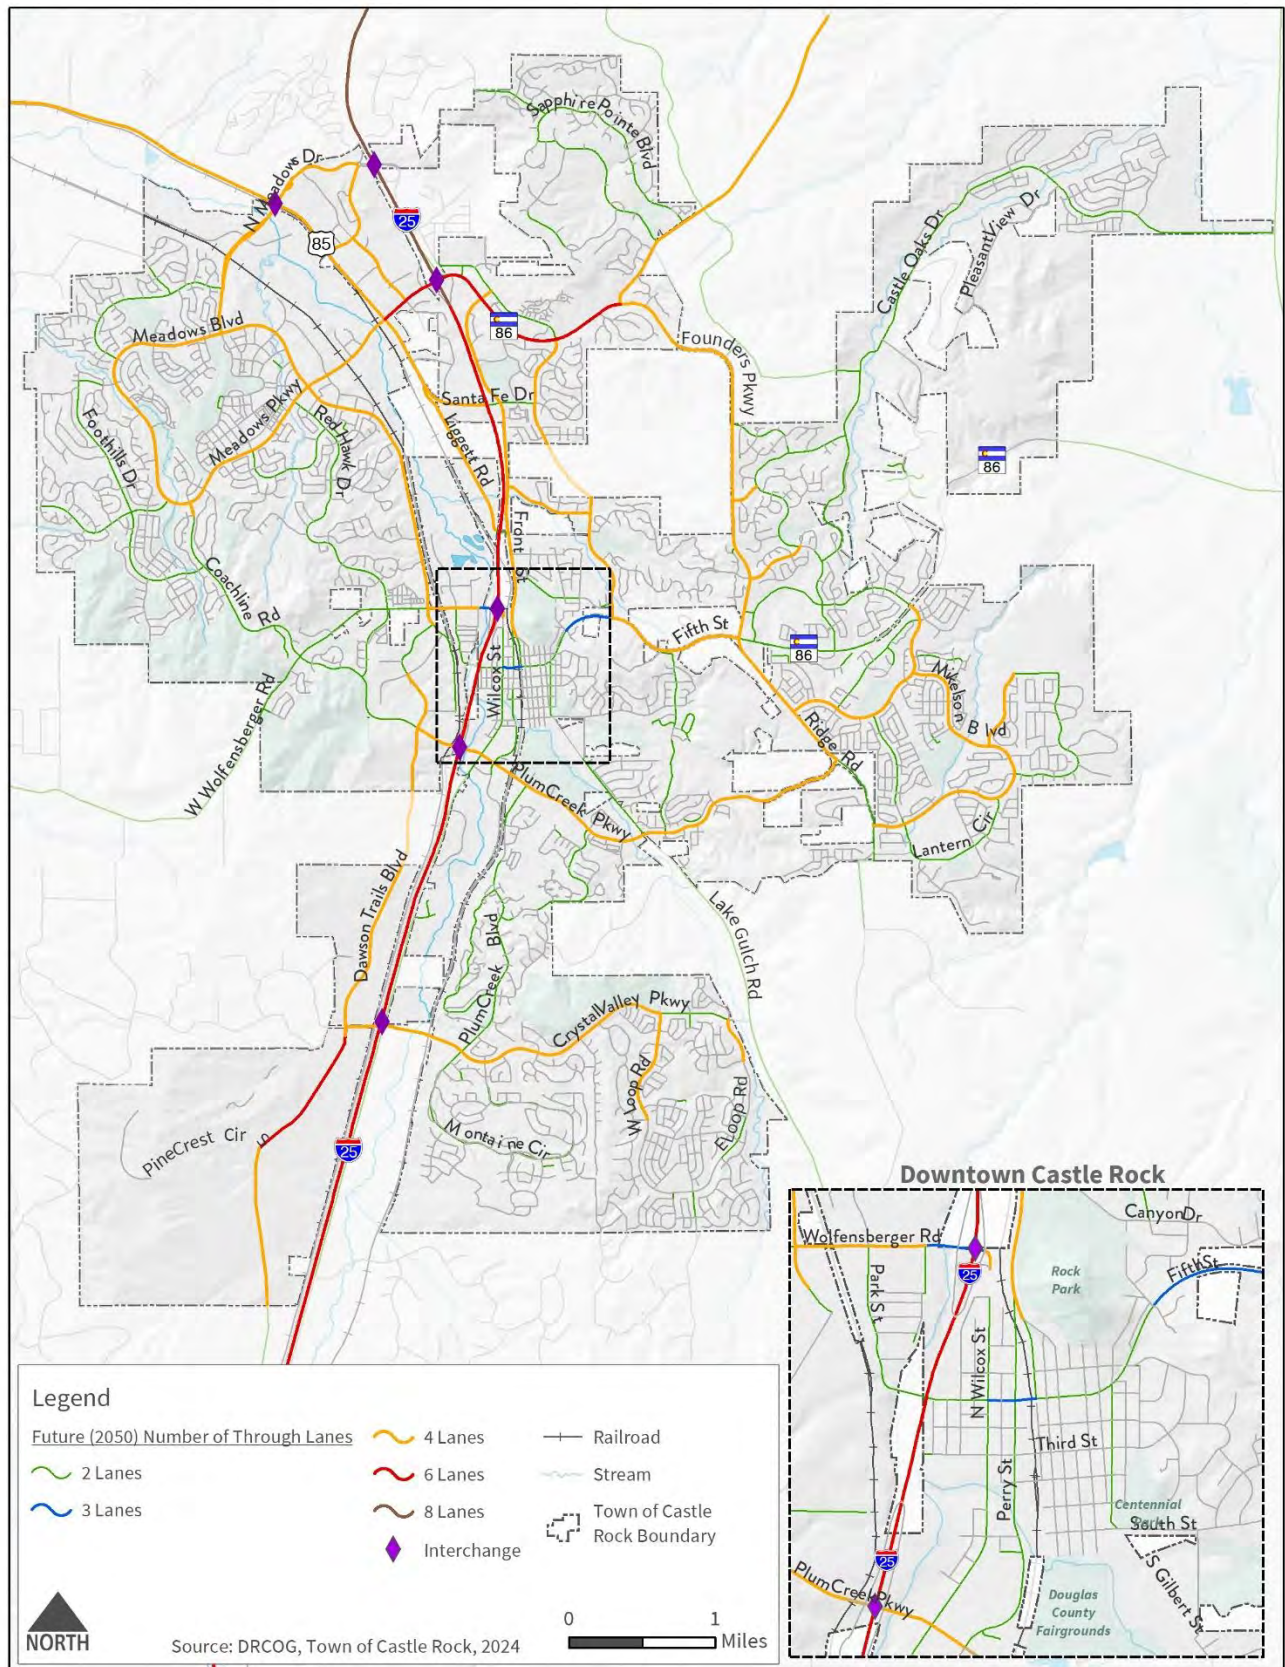 Sapphire Pointe Blvd
N Meadows Dr
25
85
Castle Oaks Dr
Pleasant View Dr
86
Meadows Blvd
Founders Pkwy
Santa Fe Dr
Meadows Pkwy
Red Hawk Dr
Liggett Rd
Foothills Dr
86
Front St
Coachline Rd
Fifth St
86
Wilcox St
Mikelson Blvd
W Wolfensberger Rd
Ridge Rd
Plum Creek Pkwy
Lantern Cir
Dawson Trails Blvd
Lake Gulch Rd
Plum Creek Blvd
Crystal Valley Pkwy
W Loop Rd
E Loop Rd
Montaine Cir
Pine Crest Cir S
25
Downtown Castle Rock
Canyon Dr
Wolfensberger Rd
25
Rock
Park
Fifth St
Park St
N Wilcox St
Third St
Perry St
Centennial
Park
South St
25
S Gilbert St
Plum Creek Pkwy
Douglas
County
Fairgrounds
Legend
Future (2050) Number of Through Lanes
2 Lanes
3 Lanes
4 Lanes
6 Lanes
8 Lanes
Interchange
Railroad
Stream
Town of Castle
Rock Boundary
NORTH
Source: DRCOG, Town of Castle Rock, 2024
0 1
Miles